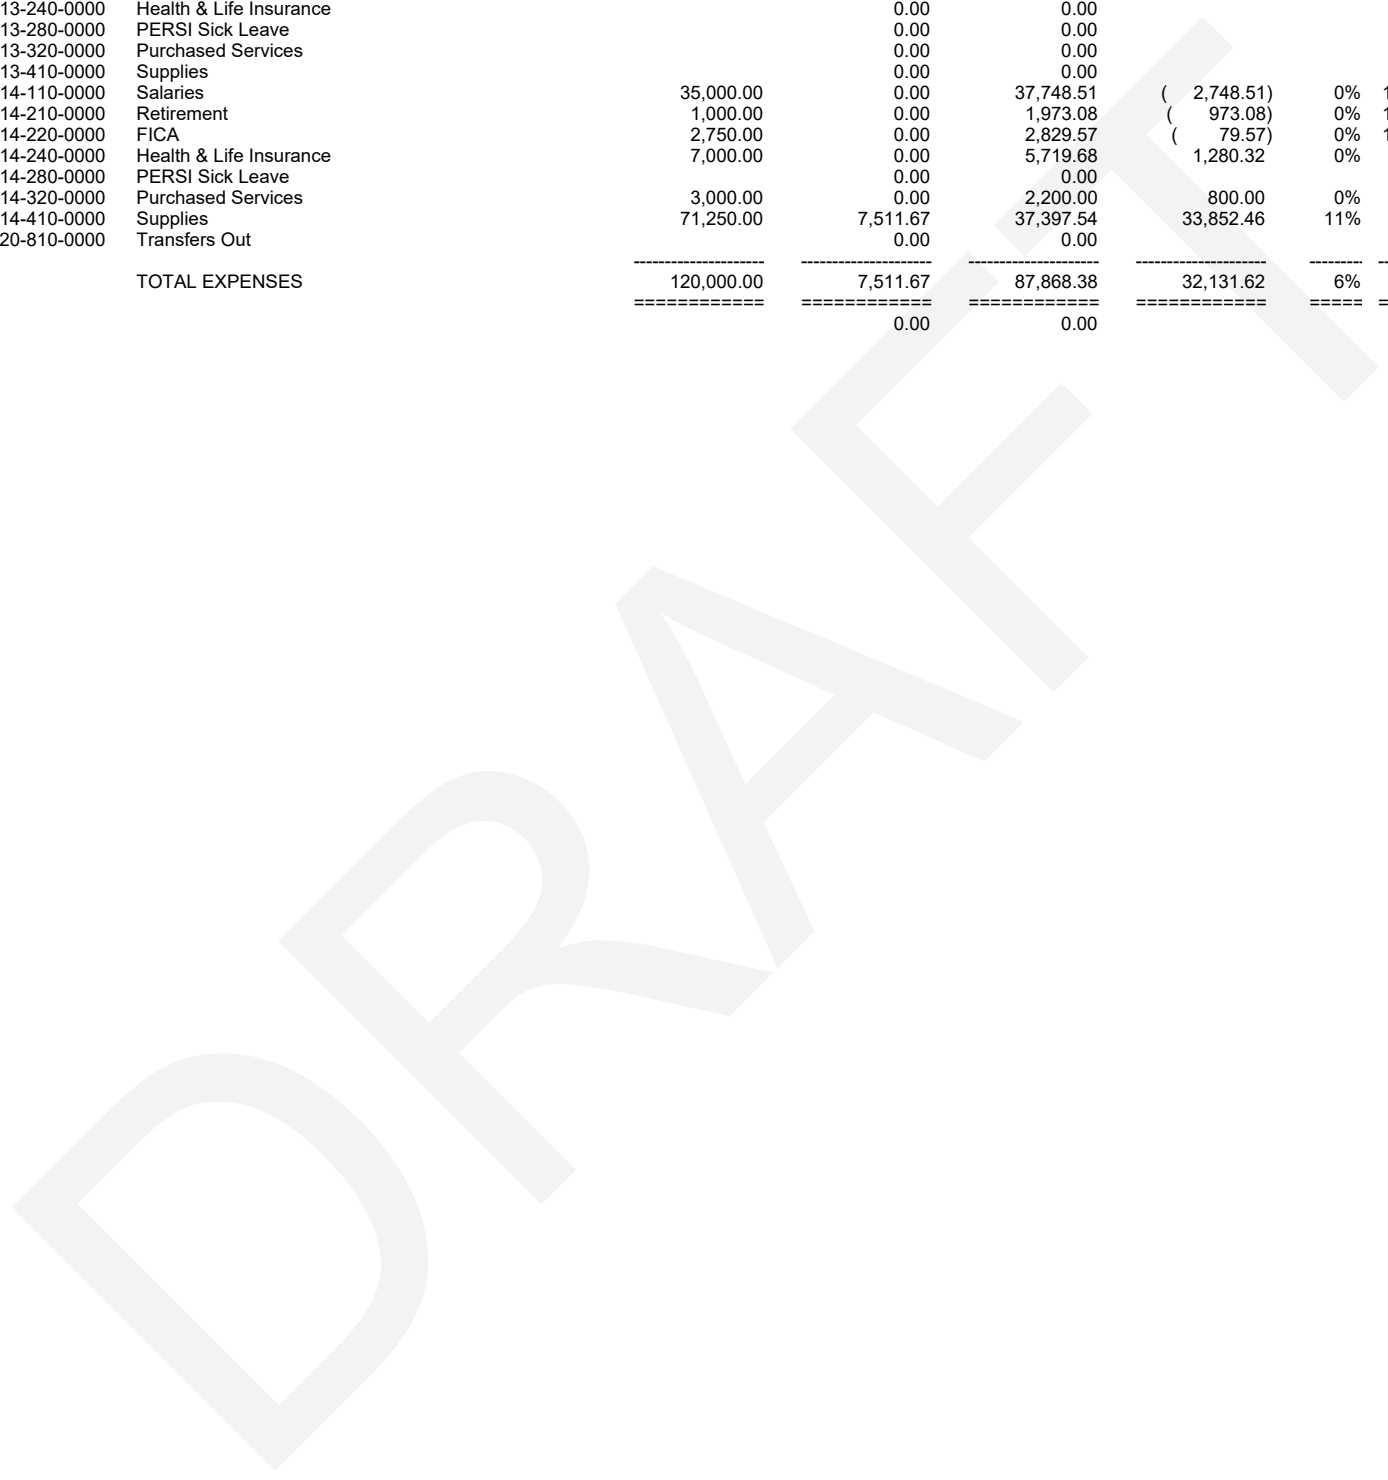 13-240-0000 Health & Life Insurance 0.00 0.00
13-280-0000 PERSI Sick Leave 0.00 0.00
13-320-0000 Purchased Services 0.00 0.00
13-410-0000 Supplies 0.00 0.00
14-110-0000 Salaries 35,000.00 0.00 37,748.51 ( 2,748.51) 0% 1
14-210-0000 Retirement 1,000.00 0.00 1,973.08 ( 973.08) 0% 1
14-220-0000 FICA 2,750.00 0.00 2,829.57 ( 79.57) 0% 1
14-240-0000 Health & Life Insurance 7,000.00 0.00 5,719.68 1,280.32 0%
14-280-0000 PERSI Sick Leave 0.00 0.00
14-320-0000 Purchased Services 3,000.00 0.00 2,200.00 800.00 0%
14-410-0000 Supplies 71,250.00 7,511.67 37,397.54 33,852.46 11%
20-810-0000 Transfers Out 0.00 0.00
--------------------- --------------------- --------------------- --------------------- -------- --
TOTAL EXPENSES 120,000.00 7,511.67 87,868.38 32,131.62 6%
============ ============ ============ ============ ===== =
0.00 0.00
DRAFT